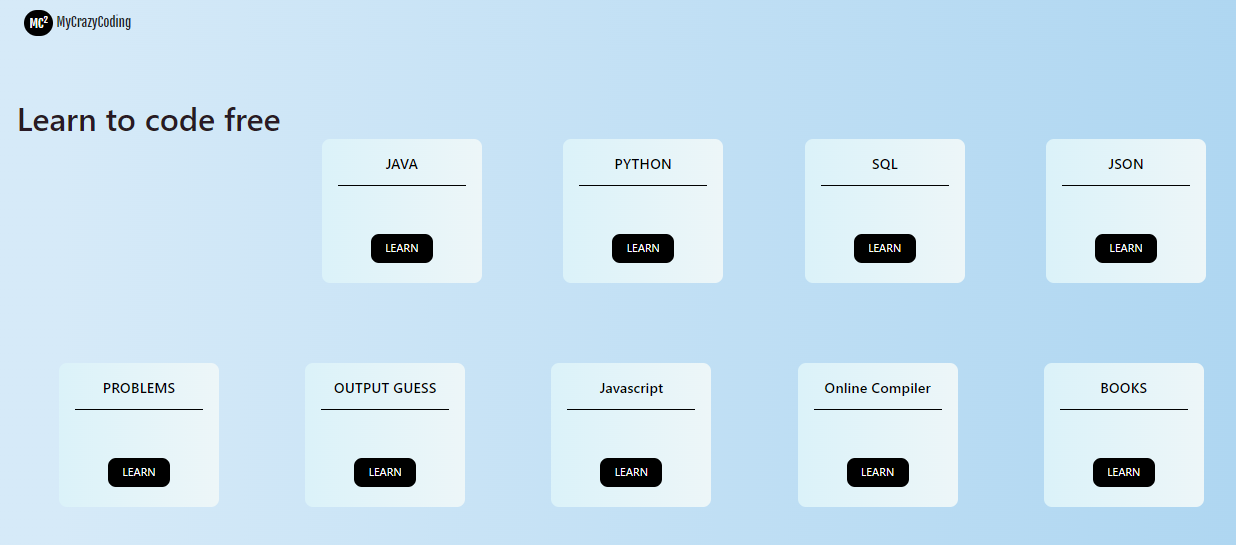 MC² MyCrazyCoding
Learn to code free
JAVA
LEARN
PYTHON
LEARN
SQL
LEARN
JSON
LEARN
PROBLEMS
LEARN
OUTPUT GUESS
LEARN
Javascript
LEARN
Online Compiler
LEARN
BOOKS
LEARN